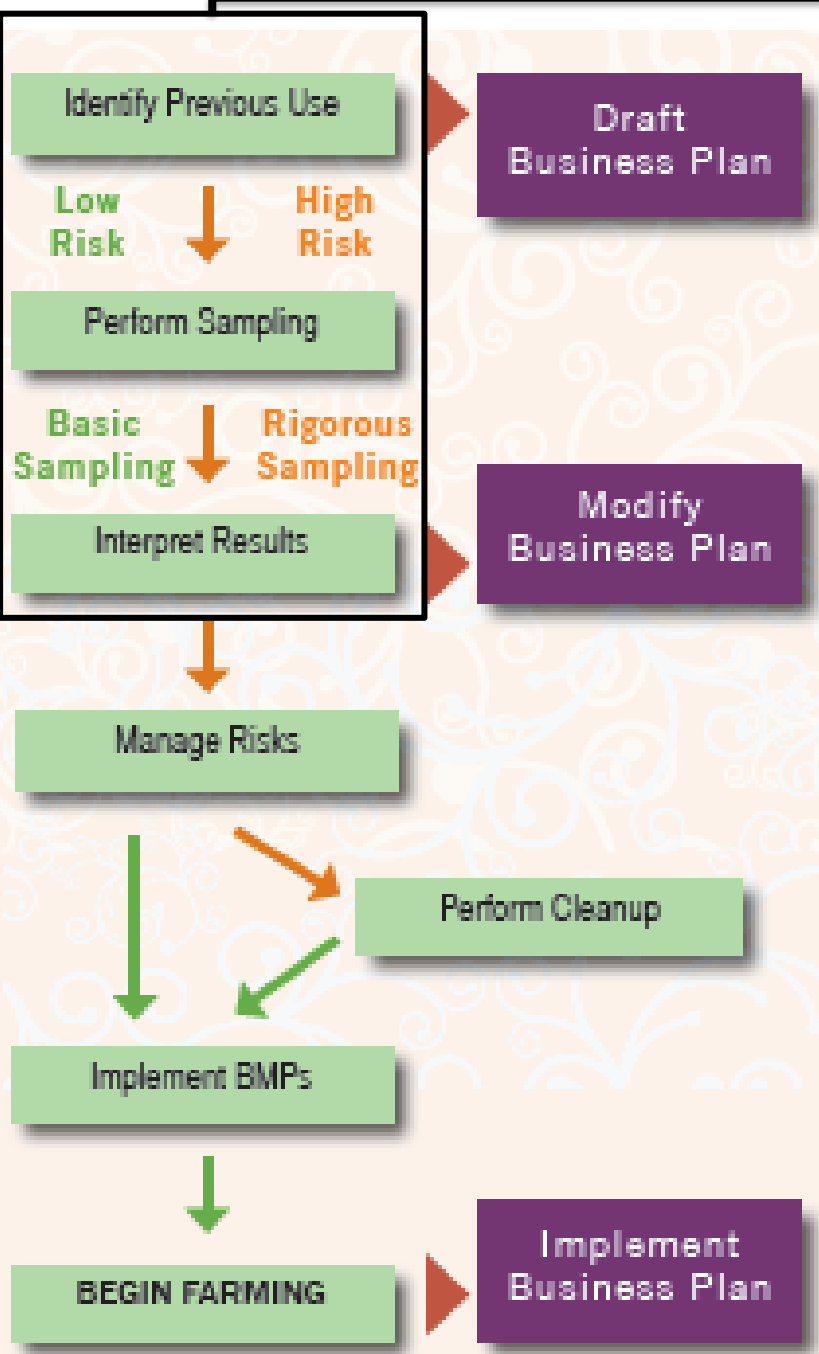 Identify Previous Use
Draft
Business Plan
Low
Risk
High
Risk
Perform Sampling
Basic
Sampling
Rigorous
Sampling
Interpret Results
Modify
Business Plan
Manage Risks
Perform Cleanup
Implement BMPs
BEGIN FARMING
Implement
Business Plan